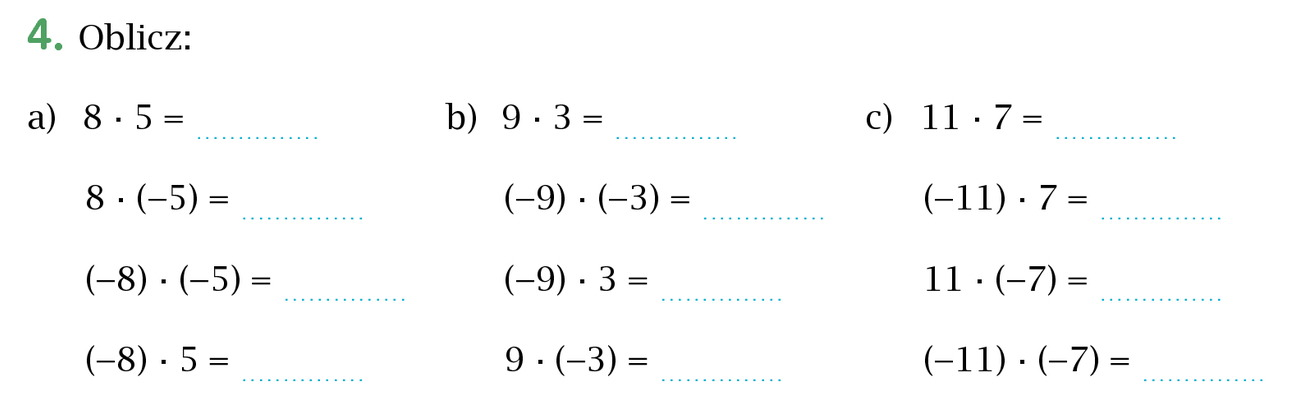 4. Oblicz:
a) 8 · 5 = ..............
8 · (–5) = ..............
(–8) · (–5) = ..............
(–8) · 5 = ..............
b) 9 · 3 = ..............
(–9) · (–3) = ..............
(–9) · 3 = ..............
9 · (–3) = ..............
c) 11 · 7 = ..............
(–11) · 7 = ..............
11 · (–7) = ..............
(–11) · (–7) = ..............